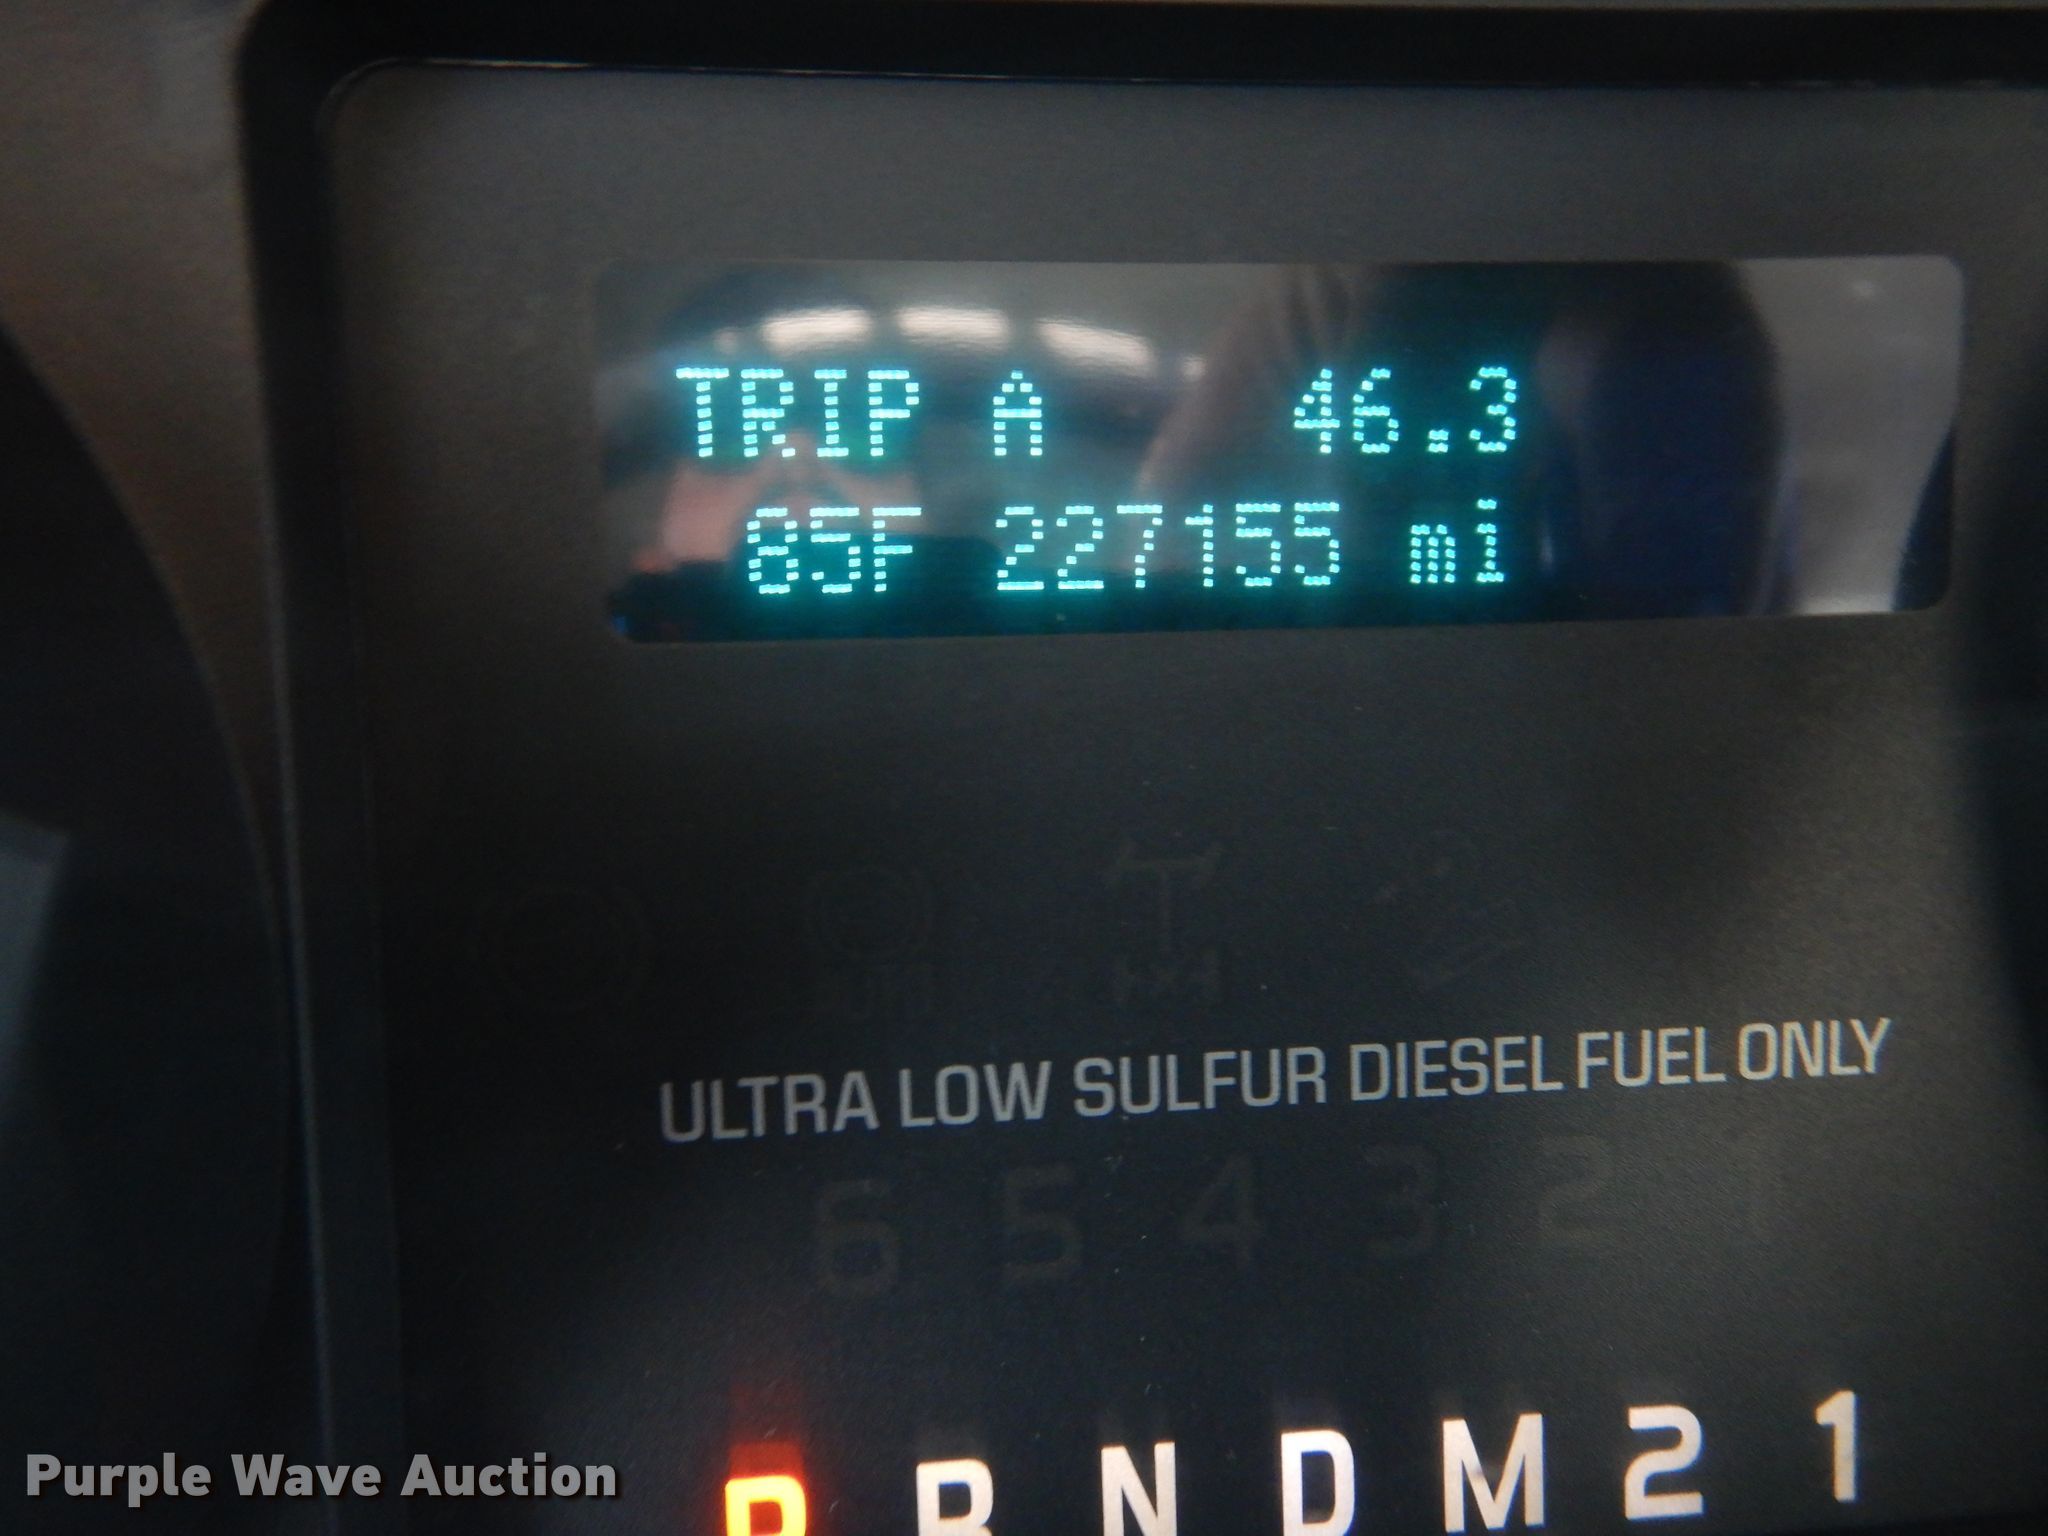 TRIP A 46.3
85F 227155 mi
ULTRA LOW SULFUR DIESEL FUEL ONLY
6 5 4 3 2
P R N D M 2 1
Purple Wave Auction